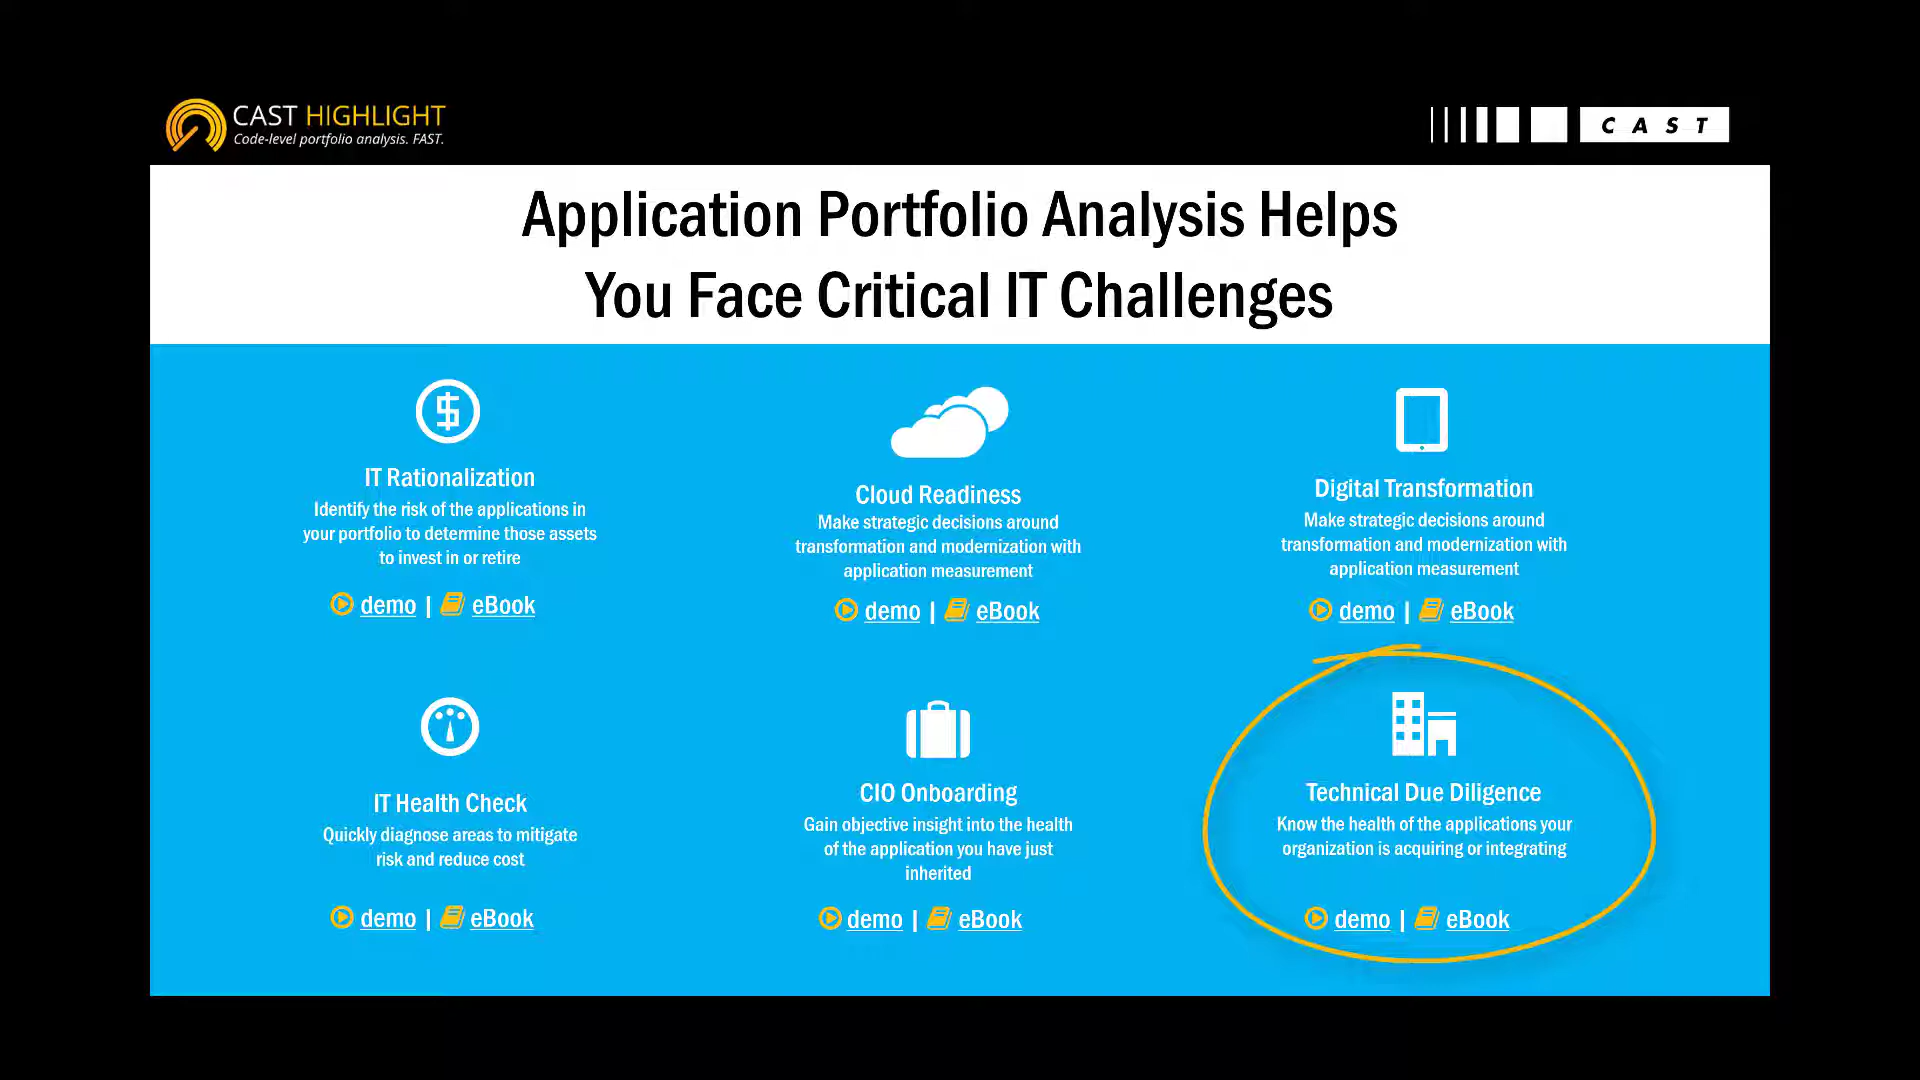 CAST HIGHLIGHT
Code-level portfolio analysis. FAST.
CAST
Application Portfolio Analysis Helps
You Face Critical IT Challenges
IT Rationalization
Identify the risk of the applications in
your portfolio to determine those assets
to invest in or retire
demo | eBook
Cloud Readiness
Make strategic decisions around
transformation and modernization with
application measurement
demo | eBook
Digital Transformation
Make strategic decisions around
transformation and modernization with
application measurement
demo | eBook
IT Health Check
Quickly diagnose areas to mitigate
risk and reduce cost
demo | eBook
CIO Onboarding
Gain objective insight into the health
of the application you have just
inherited
demo | eBook
Technical Due Diligence
Know the health of the applications your
organization is acquiring or integrating
demo | eBook